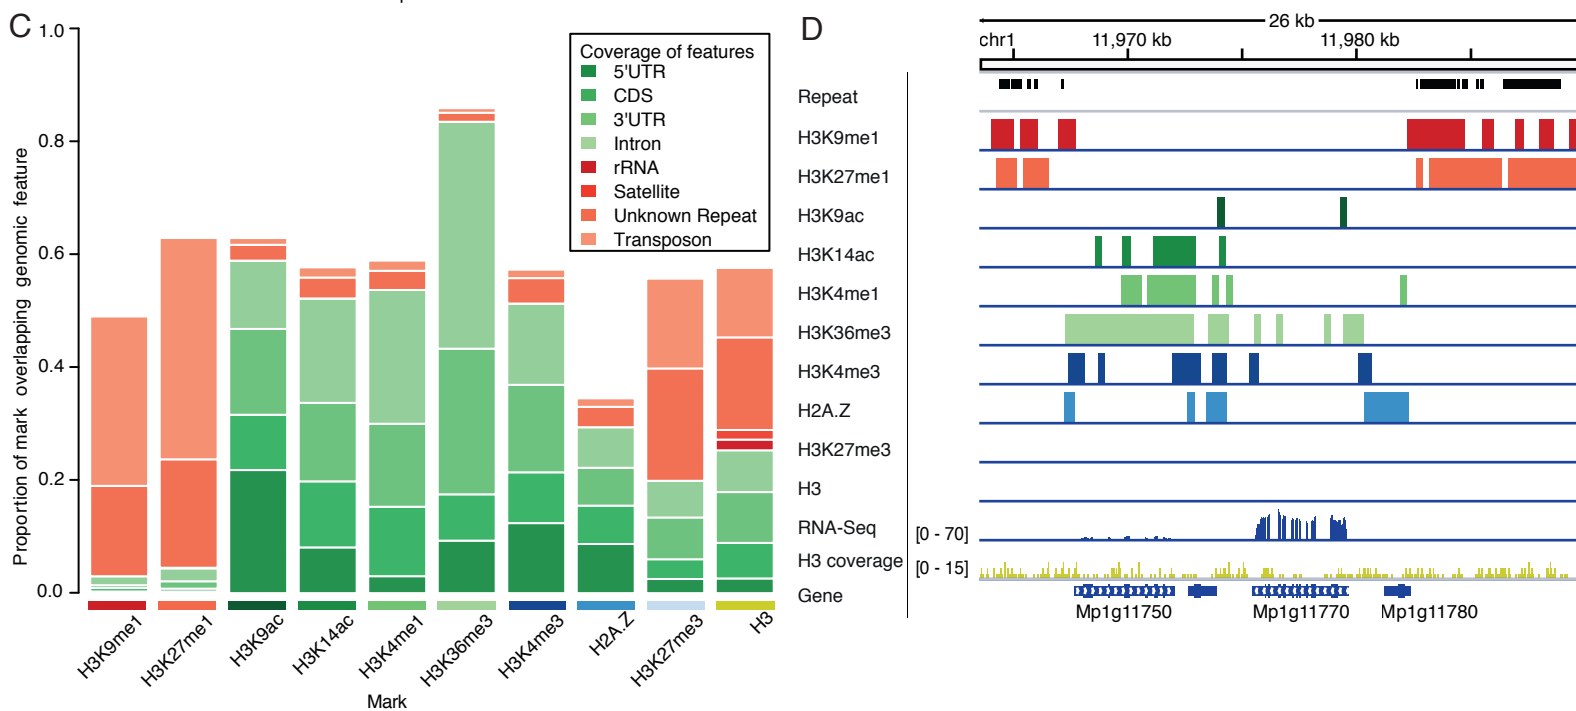 C
1.0
0.8
0.6
0.4
0.2
0.0
Proportion of mark overlapping genomic feature
Coverage of features
5'UTR
CDS
3'UTR
Intron
rRNA
Satellite
Unknown Repeat
Transposon
H3K9me1
H3K27me1
H3K9ac
H3K14ac
H3K4me1
H3K36me3
H3K4me3
H2A.Z
H3K27me3
H3
Mark
D
26 kb
chr1
11,970 kb
11,980 kb
Repeat
H3K9me1
H3K27me1
H3K9ac
H3K14ac
H3K4me1
H3K36me3
H3K4me3
H2A.Z
H3K27me3
H3
RNA-Seq
[0 - 70]
H3 coverage
[0 - 15]
Gene
Mp1g11750
Mp1g11770
Mp1g11780